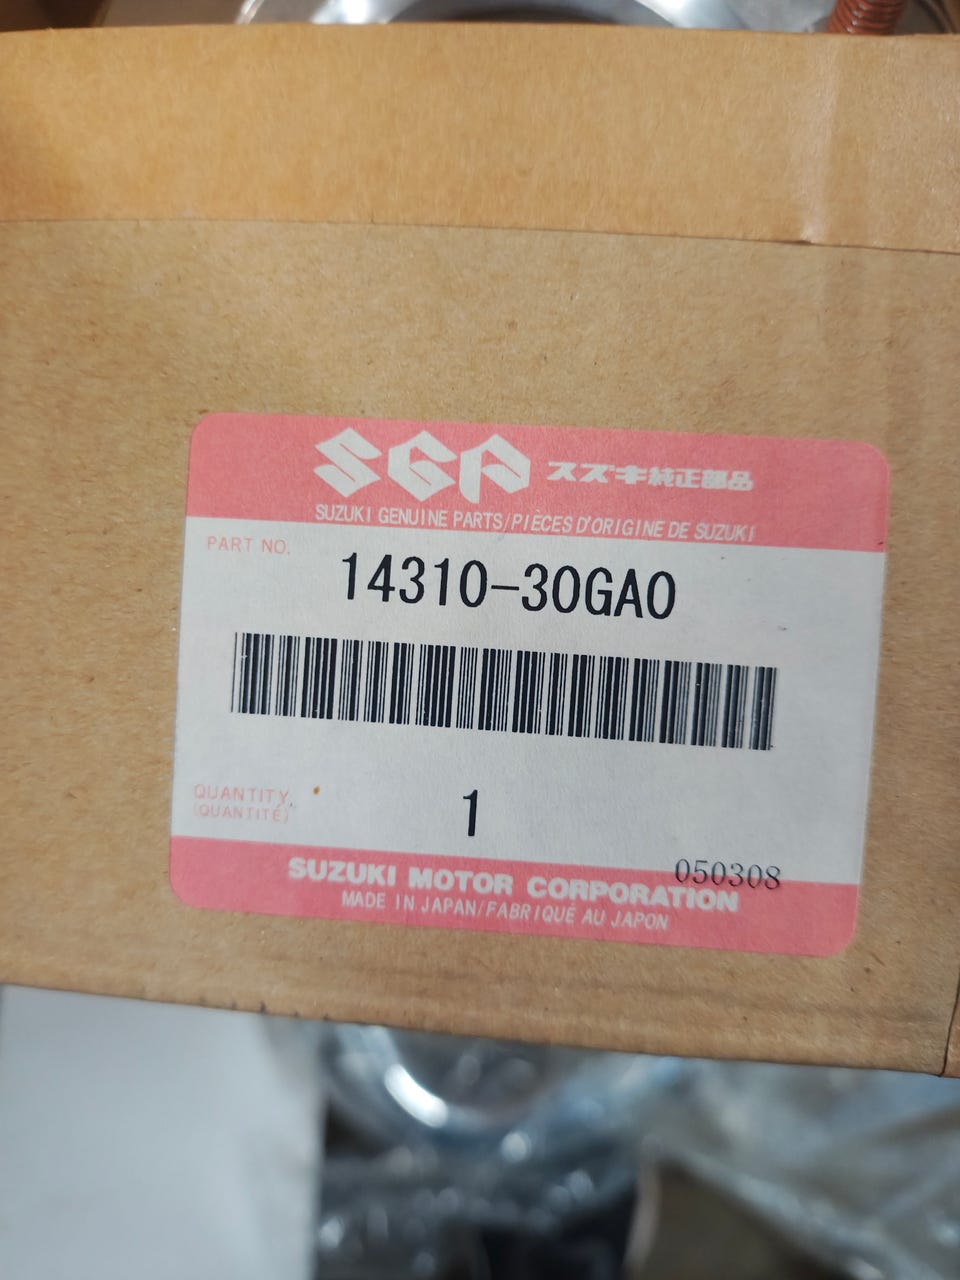 SGP スズキ純正部品
SUZUKI GENUINE PARTS/PIÈCES D'ORIGINE DE SUZUKI
PART NO.
14310-30GA0
QUANTITY
(QUANTITÉ)
1
050308
SUZUKI MOTOR CORPORATION
MADE IN JAPAN/FABRIQUÉ AU JAPON